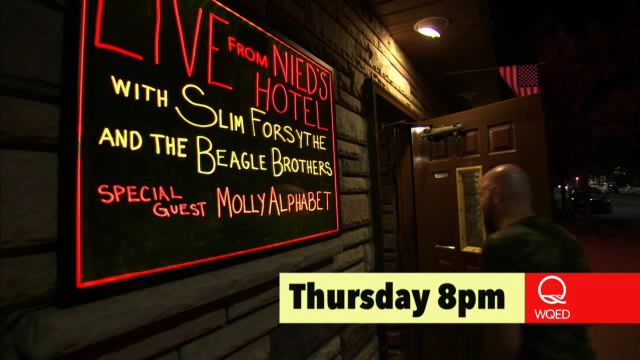 LIVE FROM NIED'S
HOTEL
WITH SLIM FORSYTHE
AND THE BEAGLE BROTHERS
SPECIAL GUEST MOLLY ALPHABET
Thursday 8pm
WQED